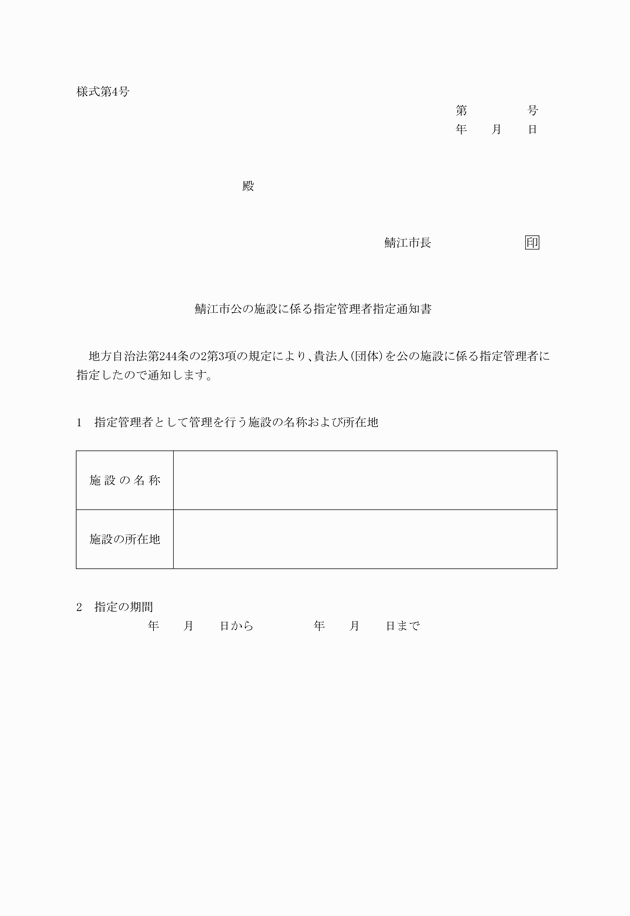 様式第4号
第　　　　　号
年　　月　　日
殿
鯖江市長　　　　　　　　印
鯖江市公の施設に係る指定管理者指定通知書
　地方自治法第244条の2第3項の規定により、貴法人(団体)を公の施設に係る指定管理者に
指定したので通知します。
1　指定管理者として管理を行う施設の名称および所在地
施設の名称
施設の所在地
2　指定の期間
年　　月　　日から　　　　　年　　月　　日まで